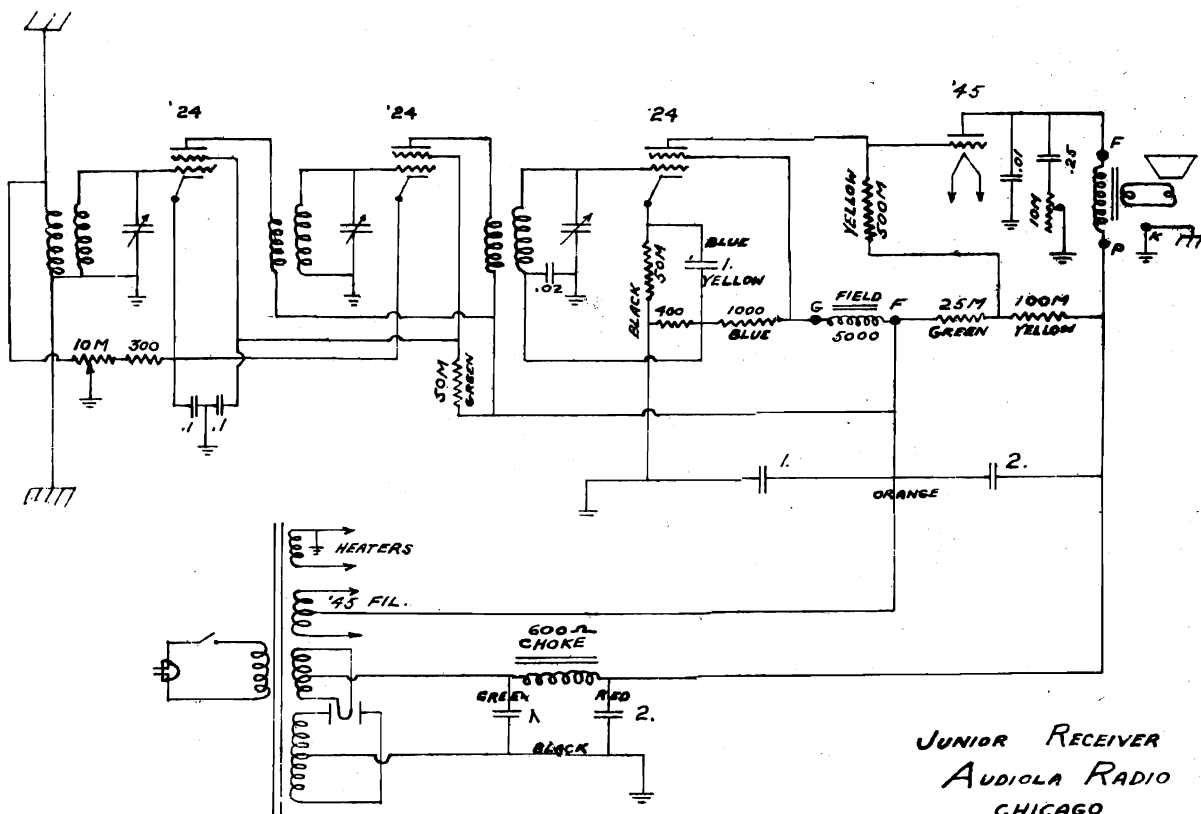 '24
'24
'24
'45
.01
.25
10M
F
P
K
YELLOW
500M
BLUE
1.
YELLOW
50M
BLACK
.02
400
1000
BLUE
G
FIELD
F
5000
25M
GREEN
100M
YELLOW
10M
300
50M
GREEN
.1
.1
1.
2.
ORANGE
HEATERS
'45 FIL.
600Ω
CHOKE
GREEN
RED
1
2.
BLACK
JUNIOR RECEIVER
AUDIOLA RADIO
CHICAGO